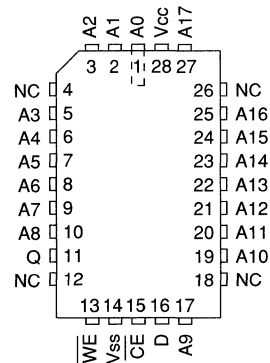 A2 A1 A0 Vcc A17
3 2 1 28 27
NC 4 26 NC
A3 5 25 A16
A4 6 24 A15
A5 7 23 A14
A6 8 22 A13
A7 9 21 A12
A8 10 20 A11
Q 11 19 A10
NC 12 18 NC
13 14 15 16 17
W̅E̅ Vss C̅E̅ D A9